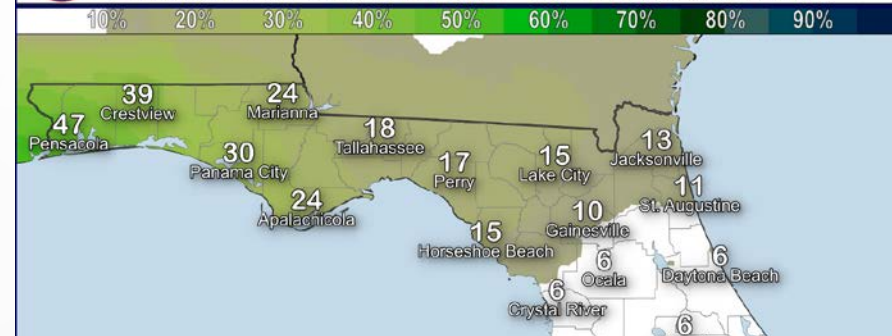 10% 20% 30% 40% 50% 60% 70% 80% 90%
39
Crestview
24
Marianna
47
Pensacola
18
Tallahassee
30
Panama City
17
Perry
15
Lake City
13
Jacksonville
24
Apalachicola
11
St. Augustine
10
Gainesville
15
Horseshoe Beach
6
Ocala
6
Daytona Beach
6
Crystal River
6